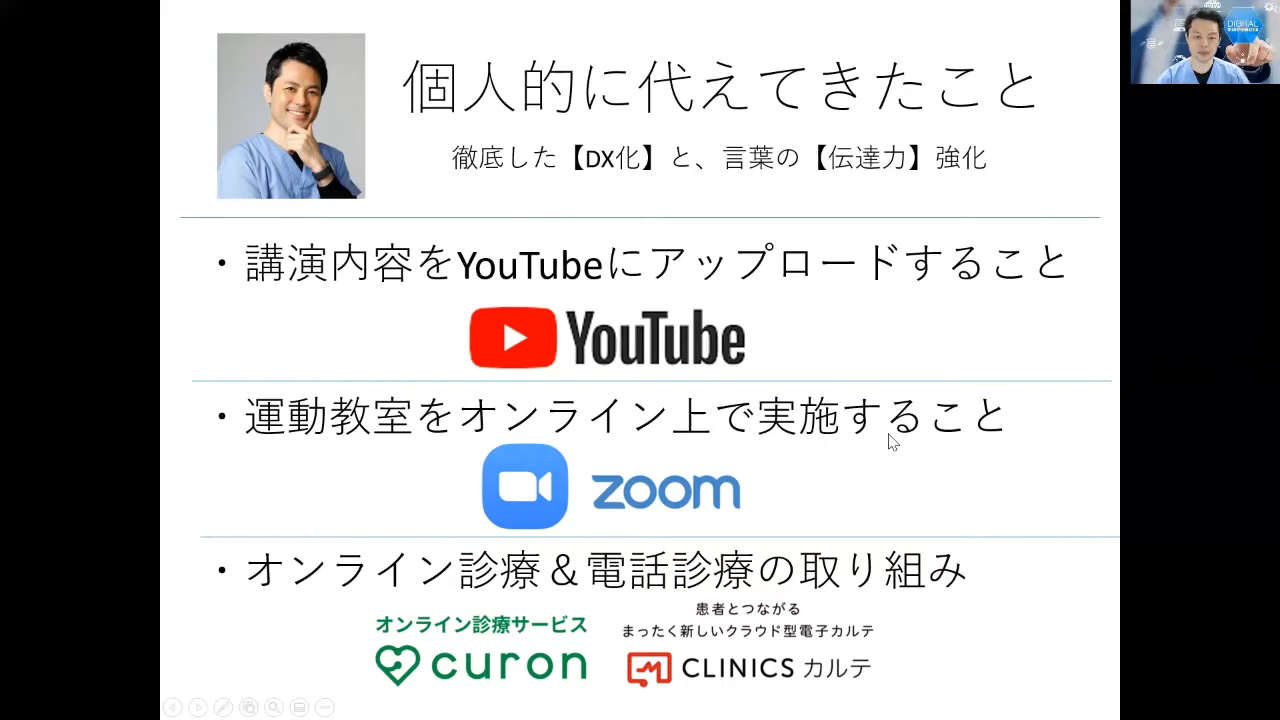 個人的に代えてきたこと
徹底した【DX化】と、言葉の【伝達力】強化
・講演内容をYouTubeにアップロードすること
YouTube
・運動教室をオンライン上で実施すること
zoom
・オンライン診療＆電話診療の取り組み
オンライン診療サービス
curon
患者とつながる
まったく新しいクラウド型電子カルテ
CLINICS カルテ
DIGITAL